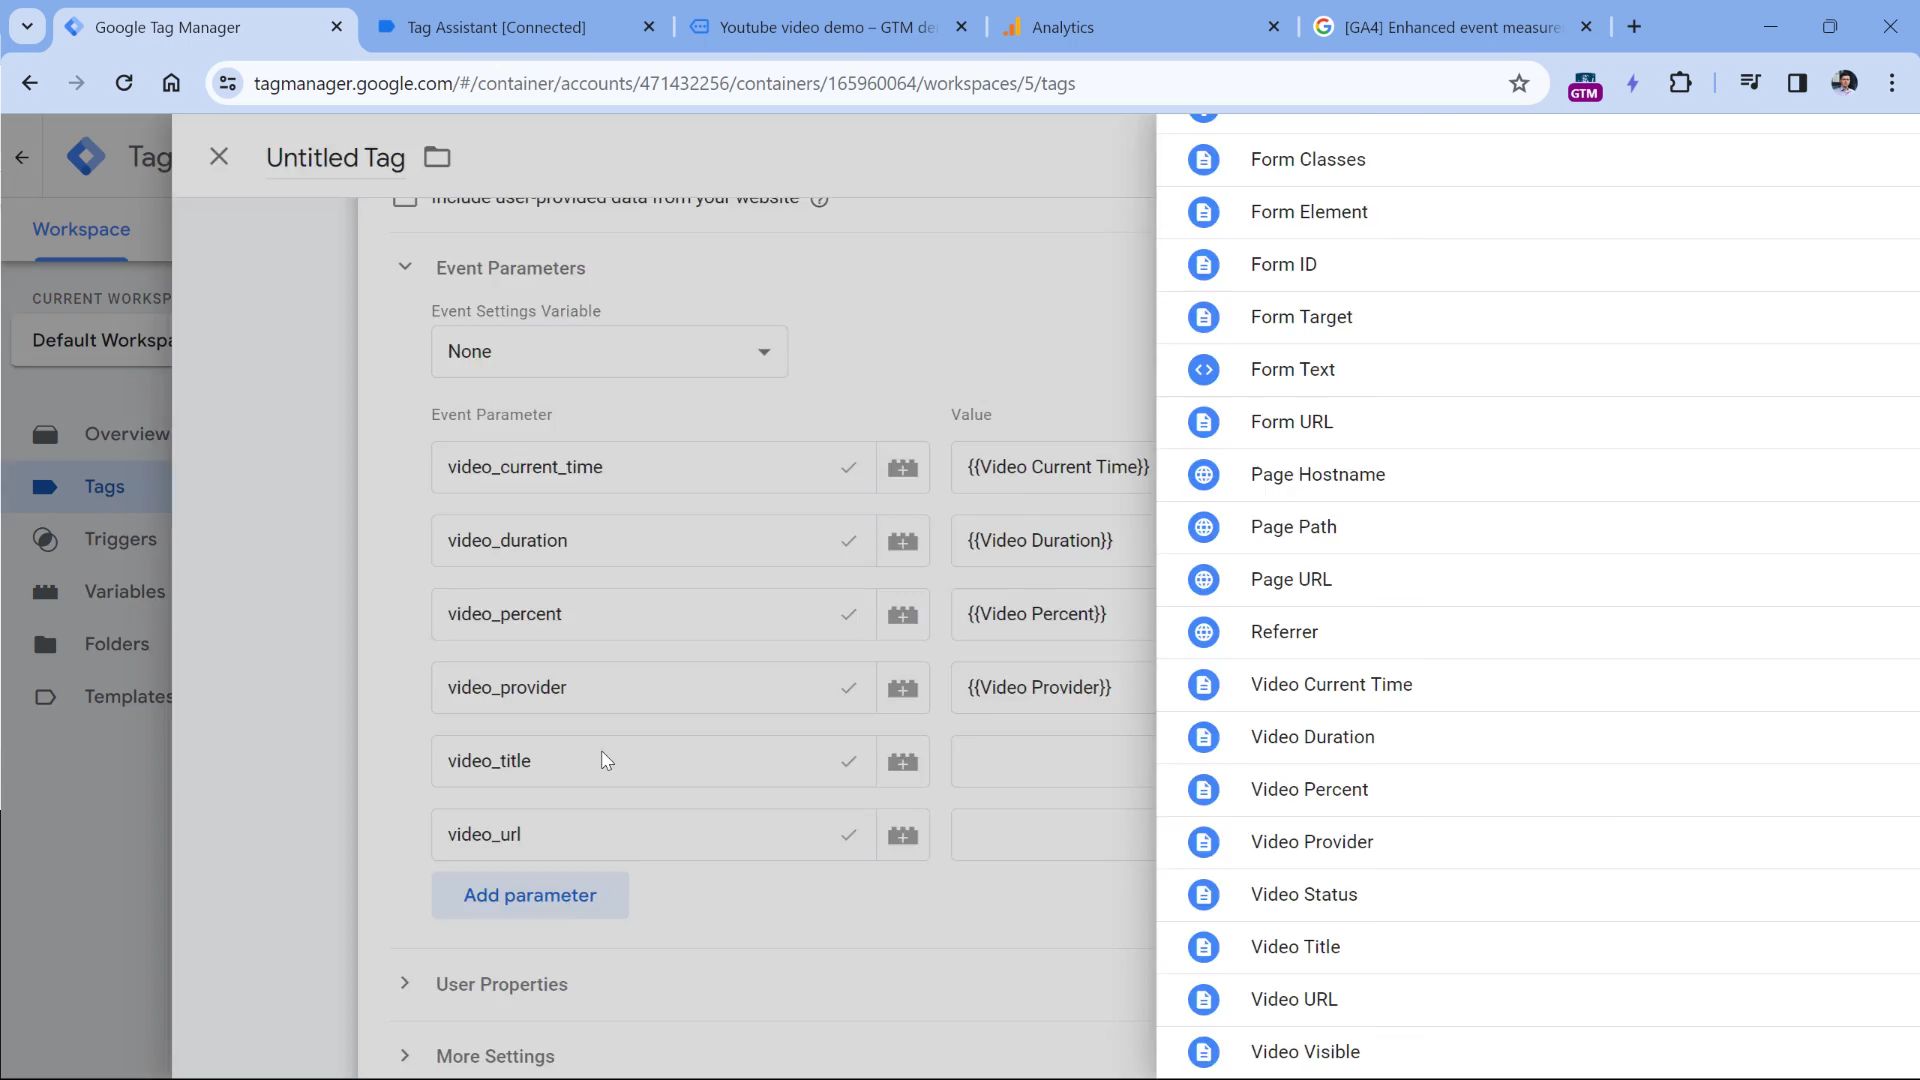 Google Tag Manager
Tag Assistant [Connected]
Youtube video demo – GTM de
Analytics
[GA4] Enhanced event measure
tagmanager.google.com/#/container/accounts/471432256/containers/165960064/workspaces/5/tags
GTM
Tag
Untitled Tag
Include user-provided data from your website
Workspace
CURRENT WORKSP
Default Workspa
Overview
Tags
Triggers
Variables
Folders
Templates
Event Parameters
Event Settings Variable
None
Event Parameter
Value
video_current_time
{{Video Current Time}}
video_duration
{{Video Duration}}
video_percent
{{Video Percent}}
video_provider
{{Video Provider}}
video_title
video_url
Add parameter
User Properties
More Settings
Form Classes
Form Element
Form ID
Form Target
Form Text
Form URL
Page Hostname
Page Path
Page URL
Referrer
Video Current Time
Video Duration
Video Percent
Video Provider
Video Status
Video Title
Video URL
Video Visible